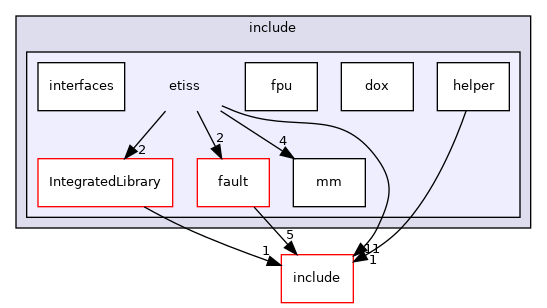 include
interfaces
etiss
fpu
dox
helper
2
2
4
IntegratedLibrary
fault
mm
1
5
11
1
include